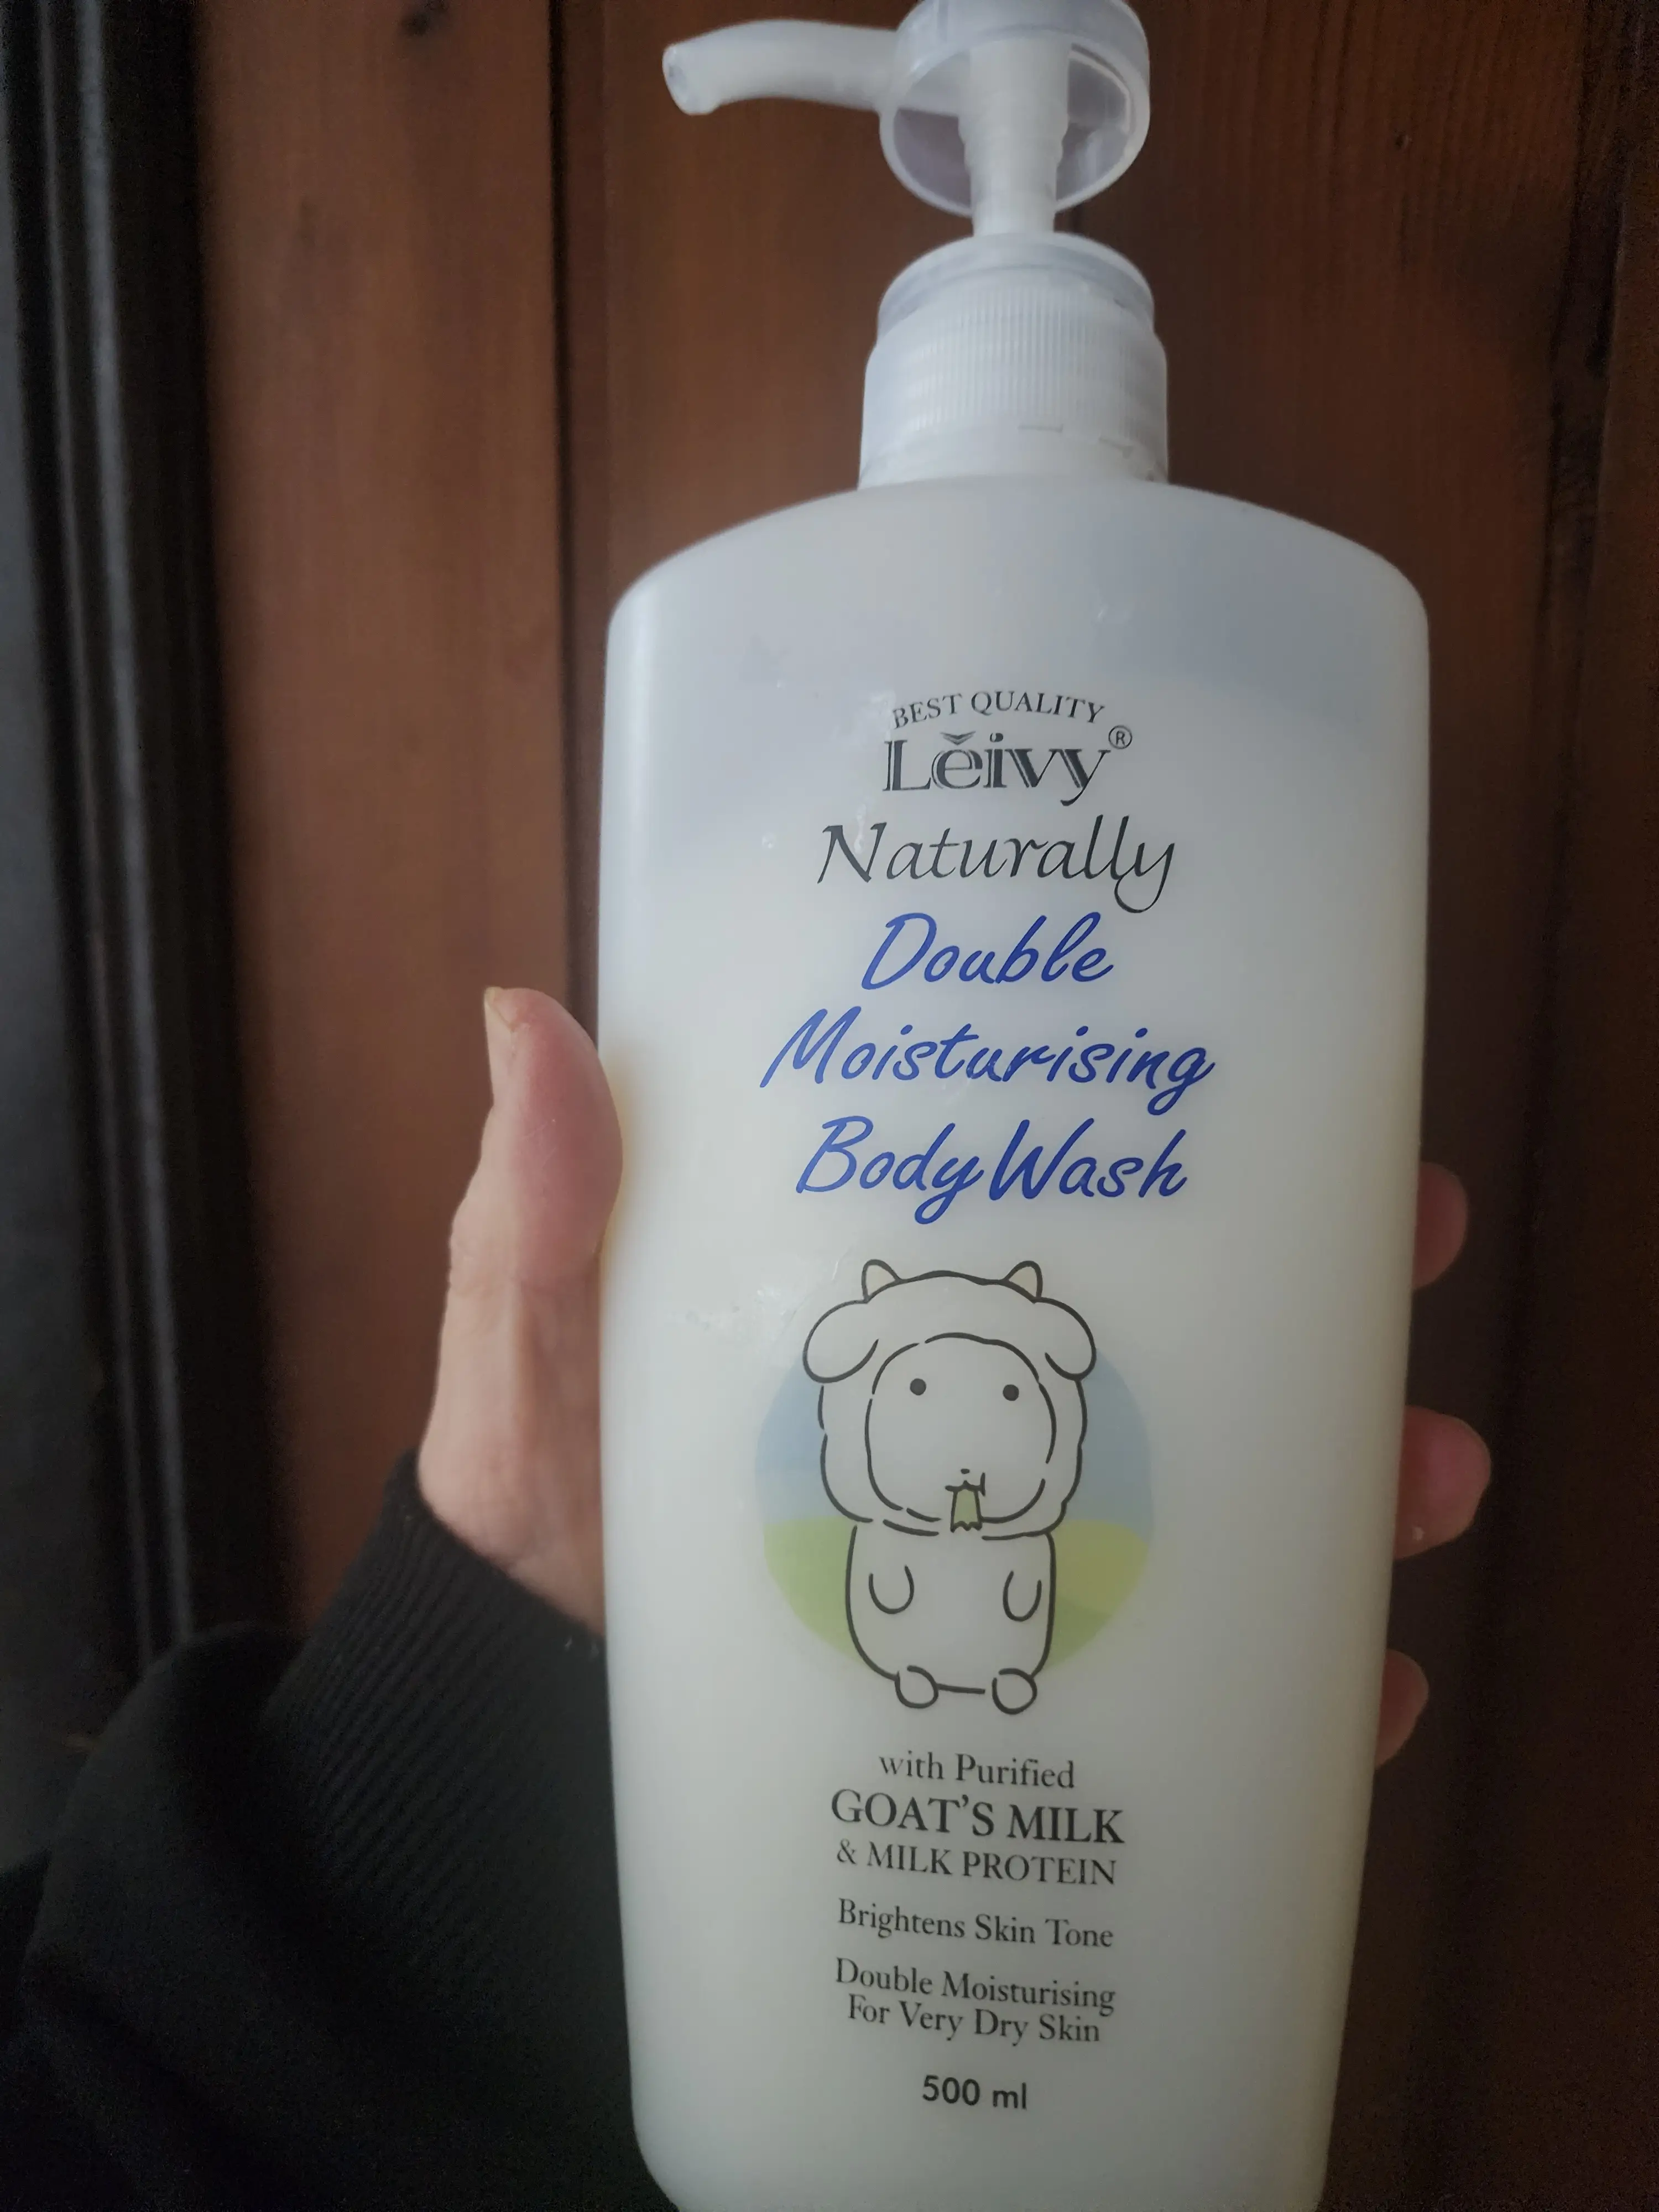 BEST QUALITY
Lěivy®
Naturally
Double
Moisturising
Body Wash
with Purified
GOAT'S MILK
& MILK PROTEIN
Brightens Skin Tone
Double Moisturising
For Very Dry Skin
500 ml